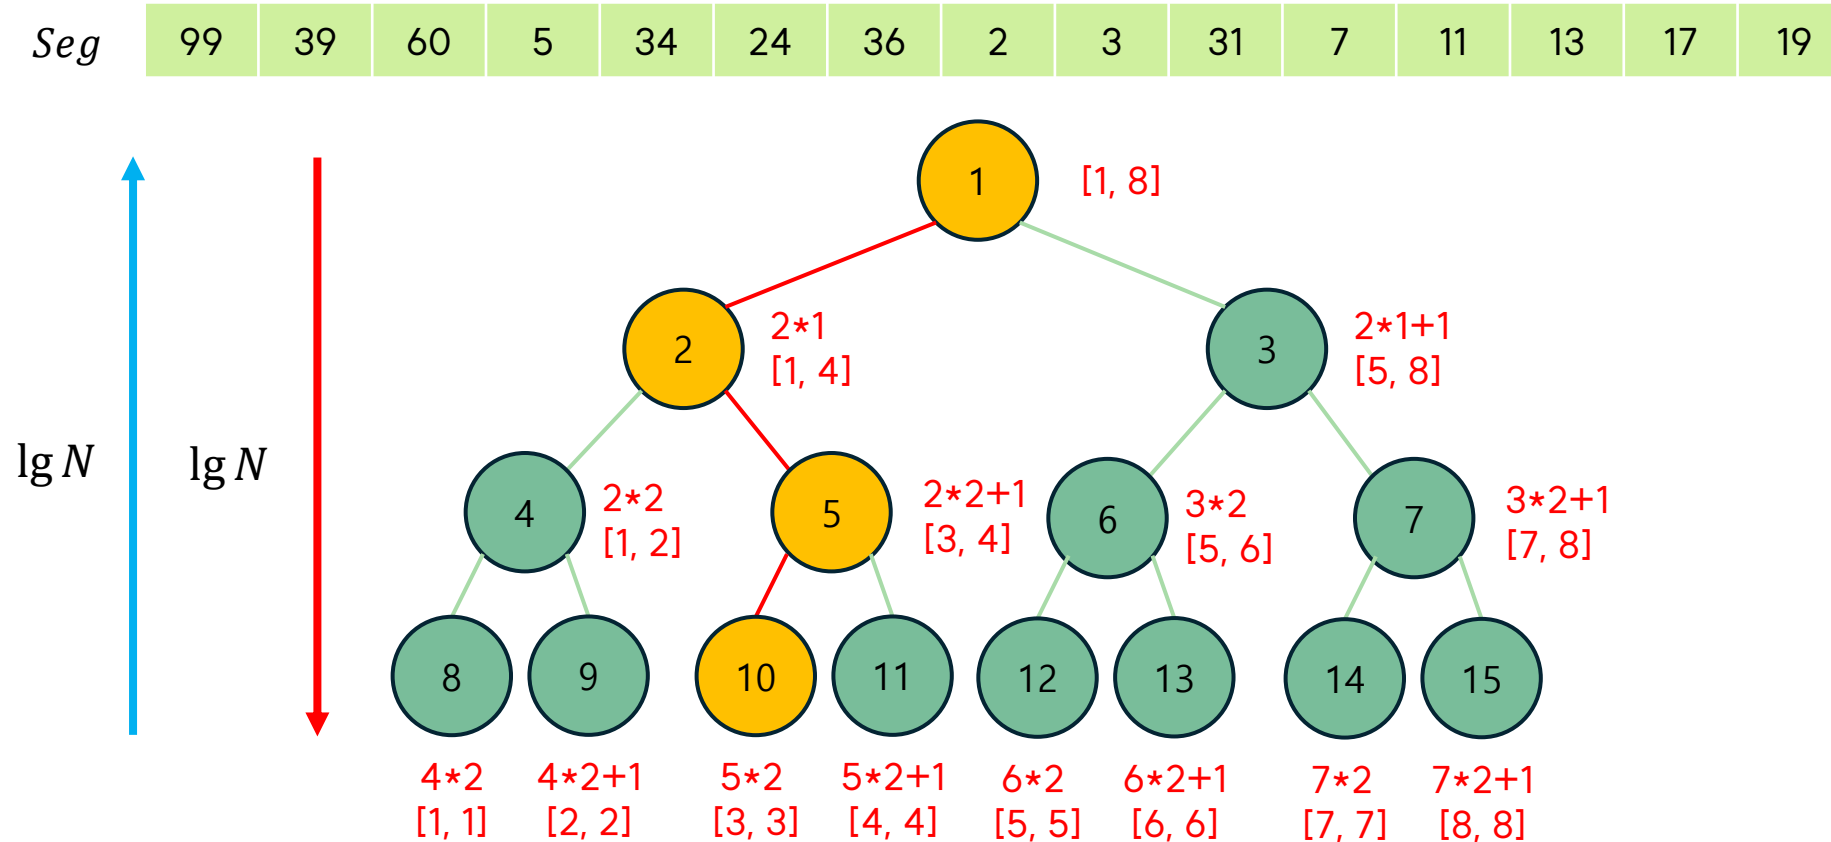 Seg 99 39 60 5 34 24 36 2 3 31 7 11 13 17 19
1 [1, 8]
2 2*1 3 2*1+1
[1, 4] [5, 8]
lg N lg N
4 2*2 5 2*2+1 6 3*2 7 3*2+1
[1, 2] [3, 4] [5, 6] [7, 8]
8 9 10 11 12 13 14 15
4*2 4*2+1 5*2 5*2+1 6*2 6*2+1 7*2 7*2+1
[1, 1] [2, 2] [3, 3] [4, 4] [5, 5] [6, 6] [7, 7] [8, 8]